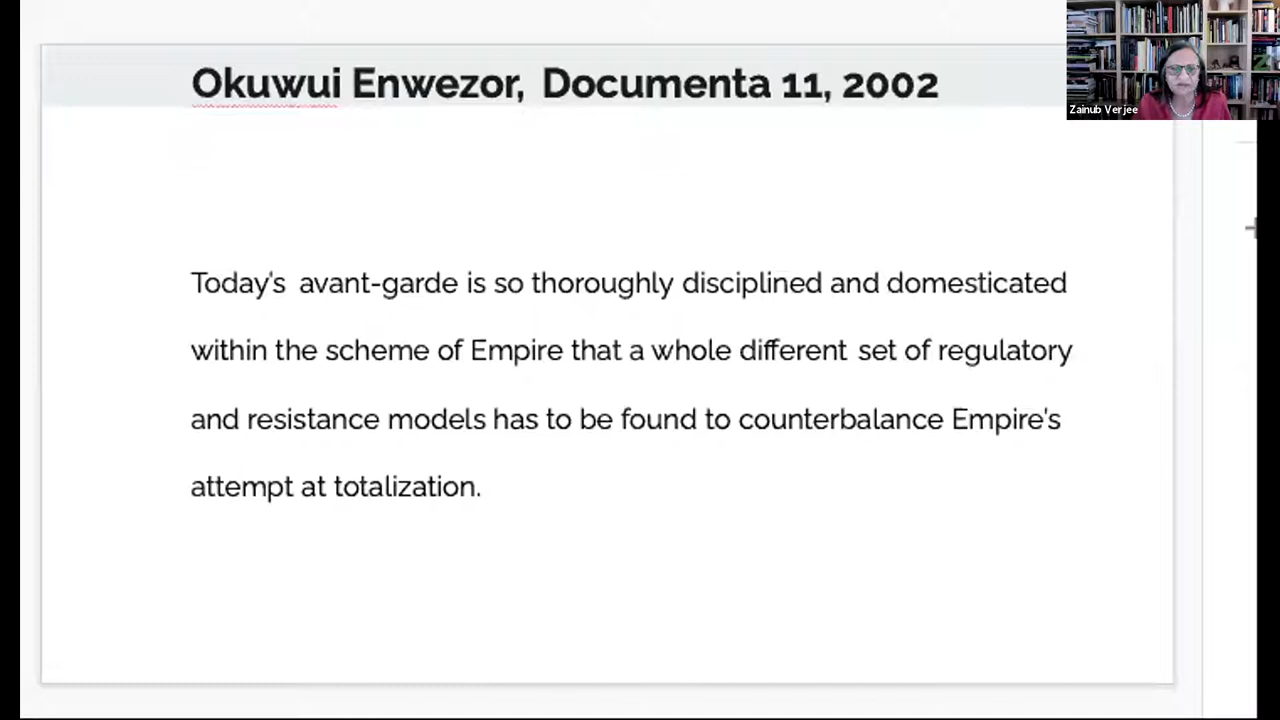 Okuwui Enwezor, Documenta 11, 2002
Zainub Verjee
Today's avant-garde is so thoroughly disciplined and domesticated
within the scheme of Empire that a whole different set of regulatory
and resistance models has to be found to counterbalance Empire's
attempt at totalization.